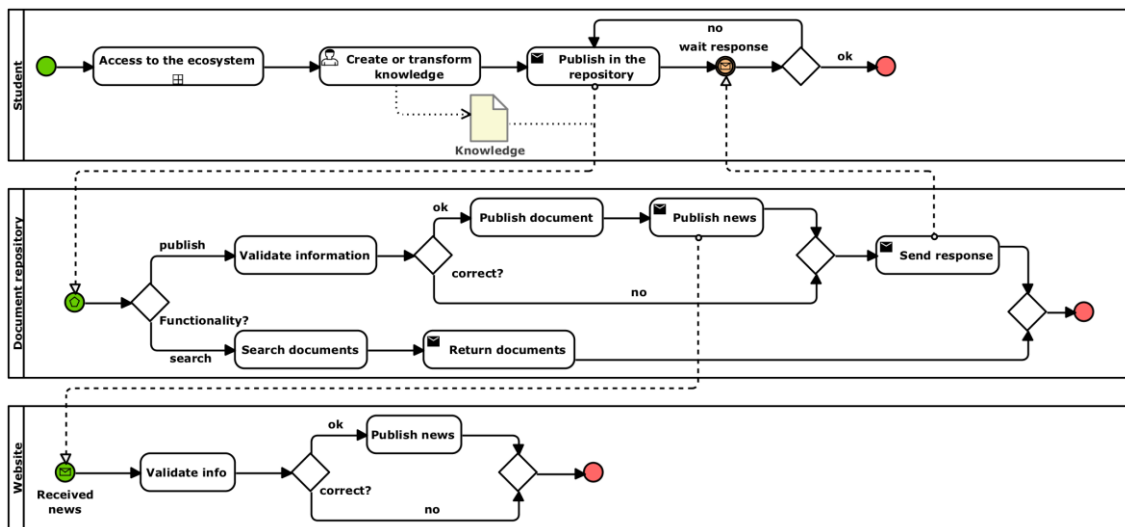 Student
Access to the ecosystem
Create or transform
knowledge
Publish in the
repository
no
wait response
ok
Knowledge
Document repository
publish
Functionality?
search
Validate information
ok
correct?
no
Publish document
Publish news
Send response
Search documents
Return documents
Website
Received
news
Validate info
ok
correct?
no
Publish news